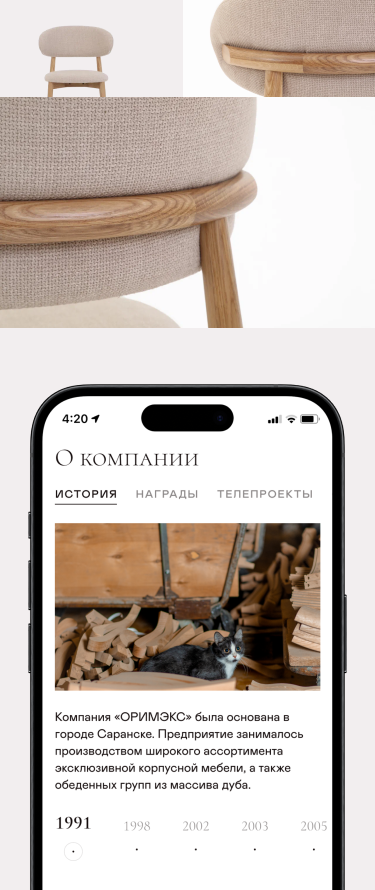 4:20
О компании
ИСТОРИЯ НАГРАДЫ ТЕЛЕПРОЕКТЫ
Компания «ОРИМЭКС» была основана в
городе Саранске. Предприятие занималось
производством широкого ассортимента
эксклюзивной корпусной мебели, а также
обеденных групп из массива дуба.
1991 1998 2002 2003 2005